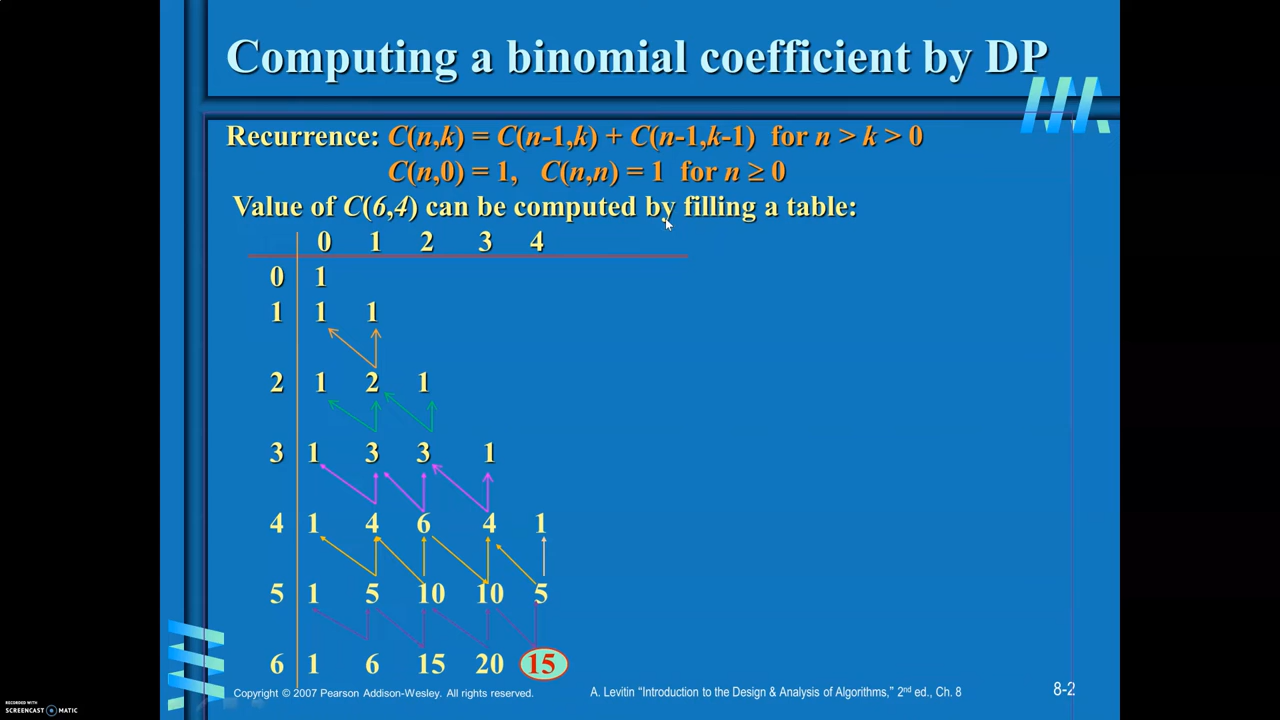 Computing a binomial coefficient by DP
Recurrence: C(n,k) = C(n-1,k) + C(n-1,k-1) for n > k > 0
C(n,0) = 1, C(n,n) = 1 for n ≥ 0
Value of C(6,4) can be computed by filling a table:
0 1 2 3 4
0 1
1 1 1
2 1 2 1
3 1 3 3 1
4 1 4 6 4 1
5 1 5 10 10 5
6 1 6 15 20 15
Copyright © 2007 Pearson Addison-Wesley. All rights reserved.
A. Levitin “Introduction to the Design & Analysis of Algorithms,” 2nd ed., Ch. 8
8-2
RECORDED WITH
SCREENCAST MATIC